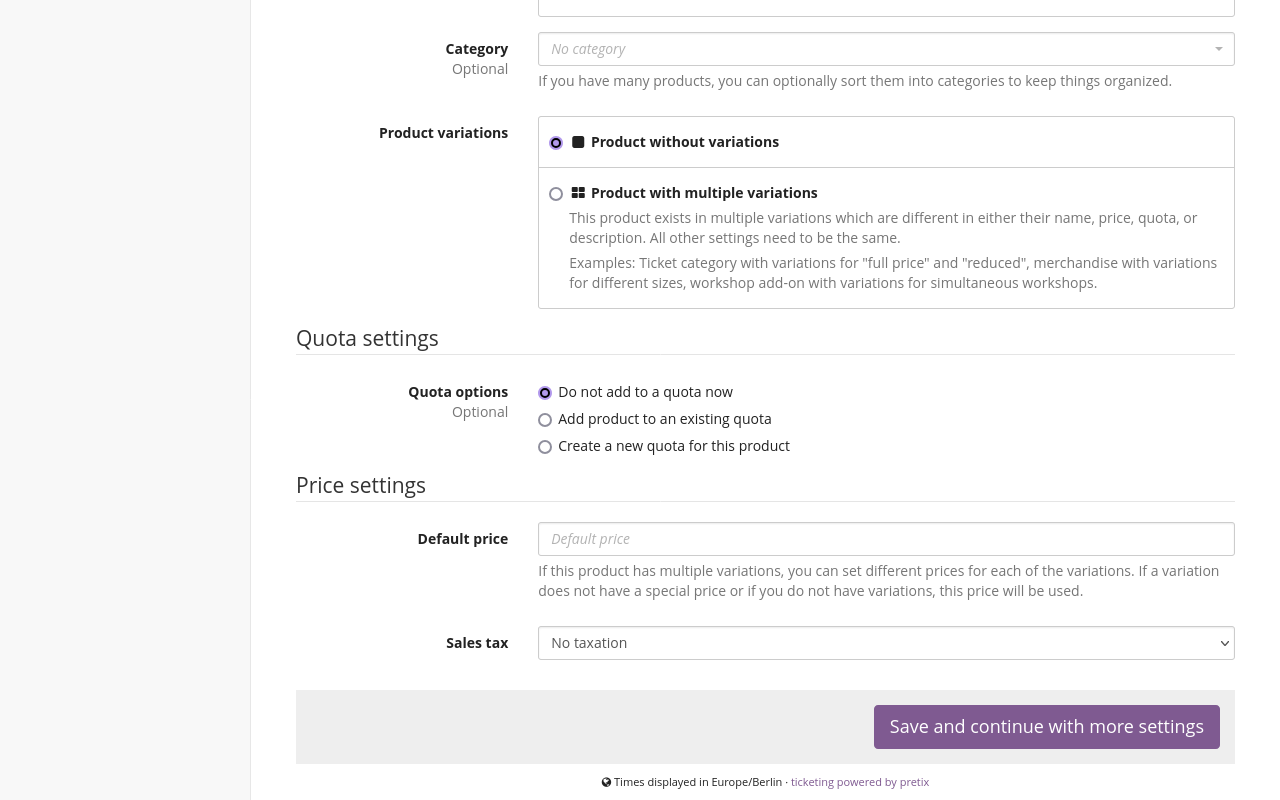 Category
Optional
No category
If you have many products, you can optionally sort them into categories to keep things organized.
Product variations
Product without variations
Product with multiple variations
This product exists in multiple variations which are different in either their name, price, quota, or
description. All other settings need to be the same.
Examples: Ticket category with variations for "full price" and "reduced", merchandise with variations
for different sizes, workshop add-on with variations for simultaneous workshops.
Quota settings
Quota options
Optional
Do not add to a quota now
Add product to an existing quota
Create a new quota for this product
Price settings
Default price
Default price
If this product has multiple variations, you can set different prices for each of the variations. If a variation
does not have a special price or if you do not have variations, this price will be used.
Sales tax
No taxation
Save and continue with more settings
Times displayed in Europe/Berlin · ticketing powered by pretix